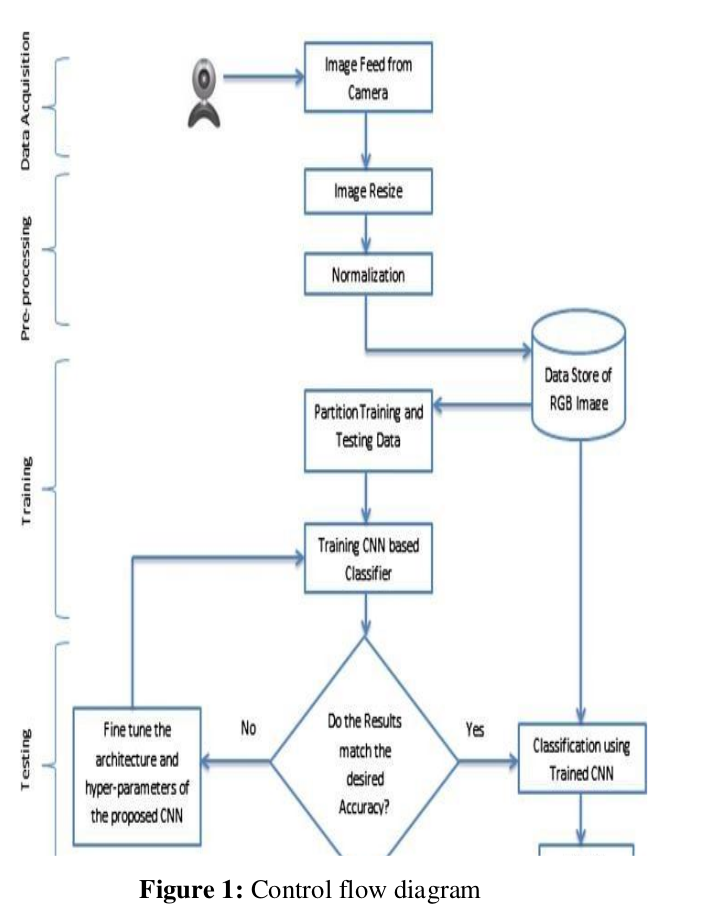 Data Acquisition
Image Feed from
Camera
Pre-processing
Image Resize
Normalization
Data Store of
RGB Image
Training
Partition Training and
Testing Data
Training CNN based
Classifier
Testing
Fine tune the
architecture and
hyper-parameters of
the proposed CNN
No
Do the Results
match the
desired
Accuracy?
Yes
Classification using
Trained CNN
Figure 1: Control flow diagram